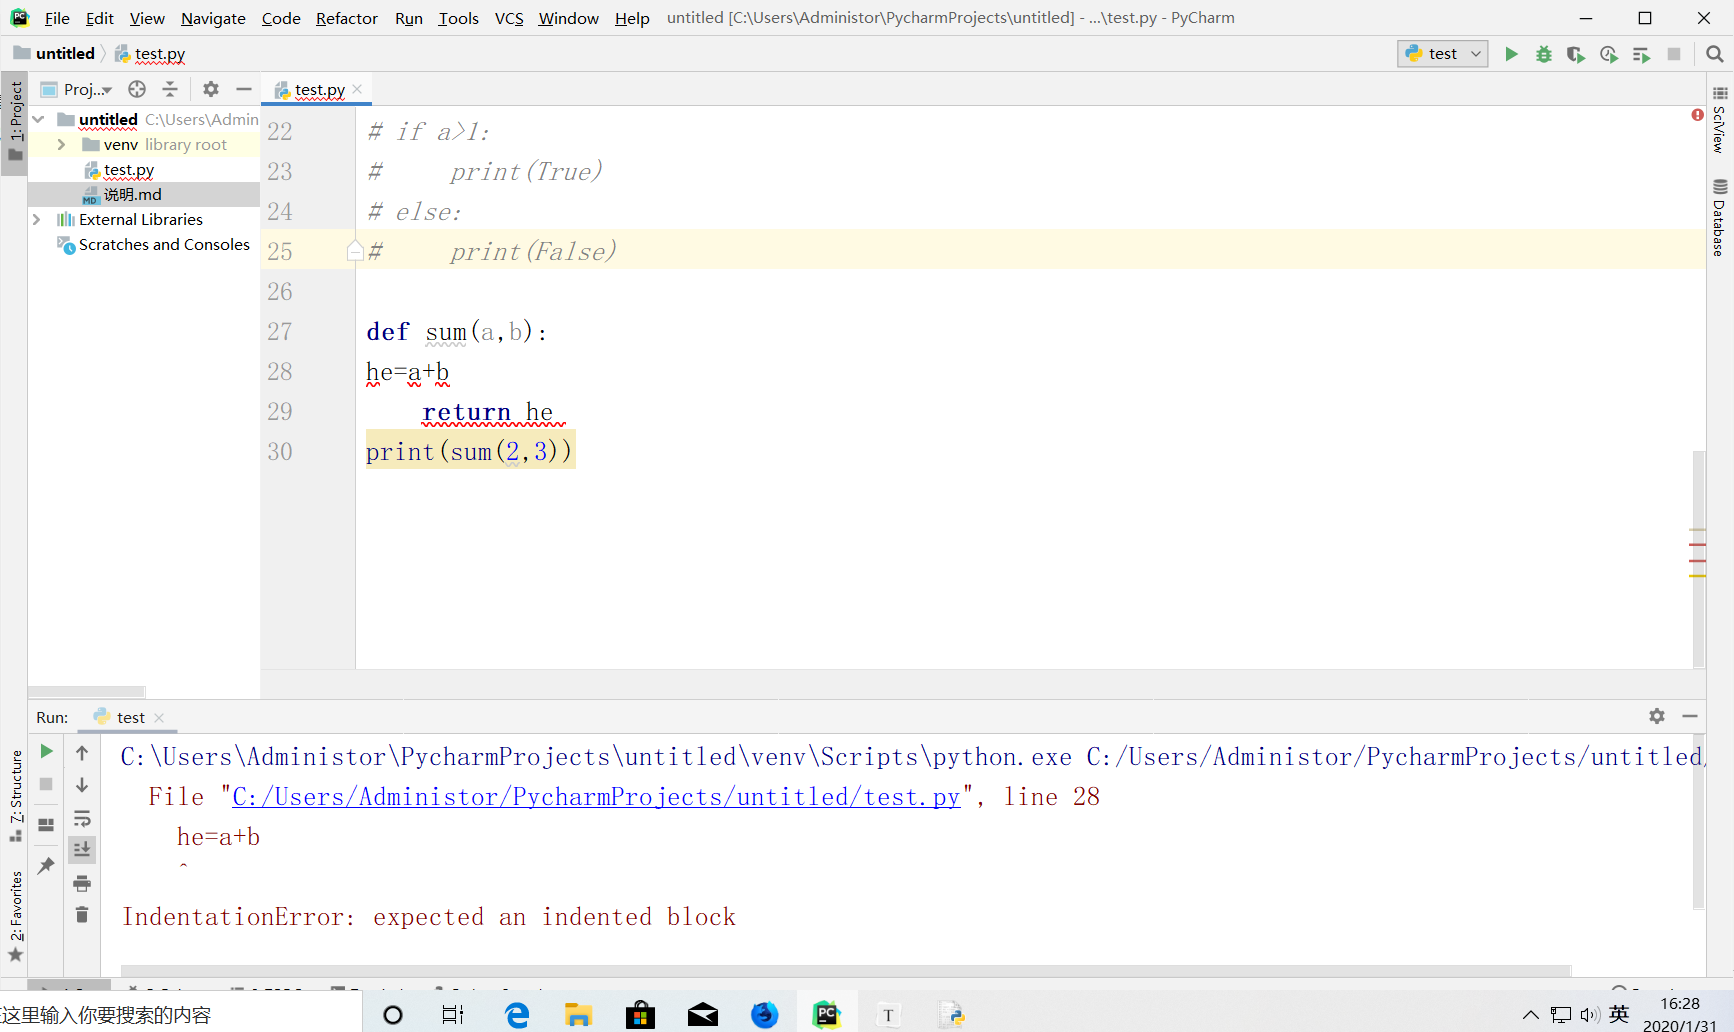 File Edit View Navigate Code Refactor Run Tools VCS Window Help untitled [C:\Users\Administor\PycharmProjects\untitled] - ...\test.py - PyCharm
untitled test.py
test
1: Project
Proj...
test.py
untitled C:\Users\Admin
venv library root
test.py
说明.md
External Libraries
Scratches and Consoles
22 # if a>1:
23 #     print(True)
24 # else:
25 #     print(False)
26
27 def sum(a,b):
28 he=a+b
29     return he
30 print(sum(2,3))
SciView
Database
Run: test
C:\Users\Administor\PycharmProjects\untitled\venv\Scripts\python.exe C:/Users/Administor/PycharmProjects/untitled/
  File "C:/Users/Administor/PycharmProjects/untitled/test.py", line 28
    he=a+b
    ^
IndentationError: expected an indented block
7: Structure
2: Favorites
这里输入你要搜索的内容
英
16:28
2020/1/31